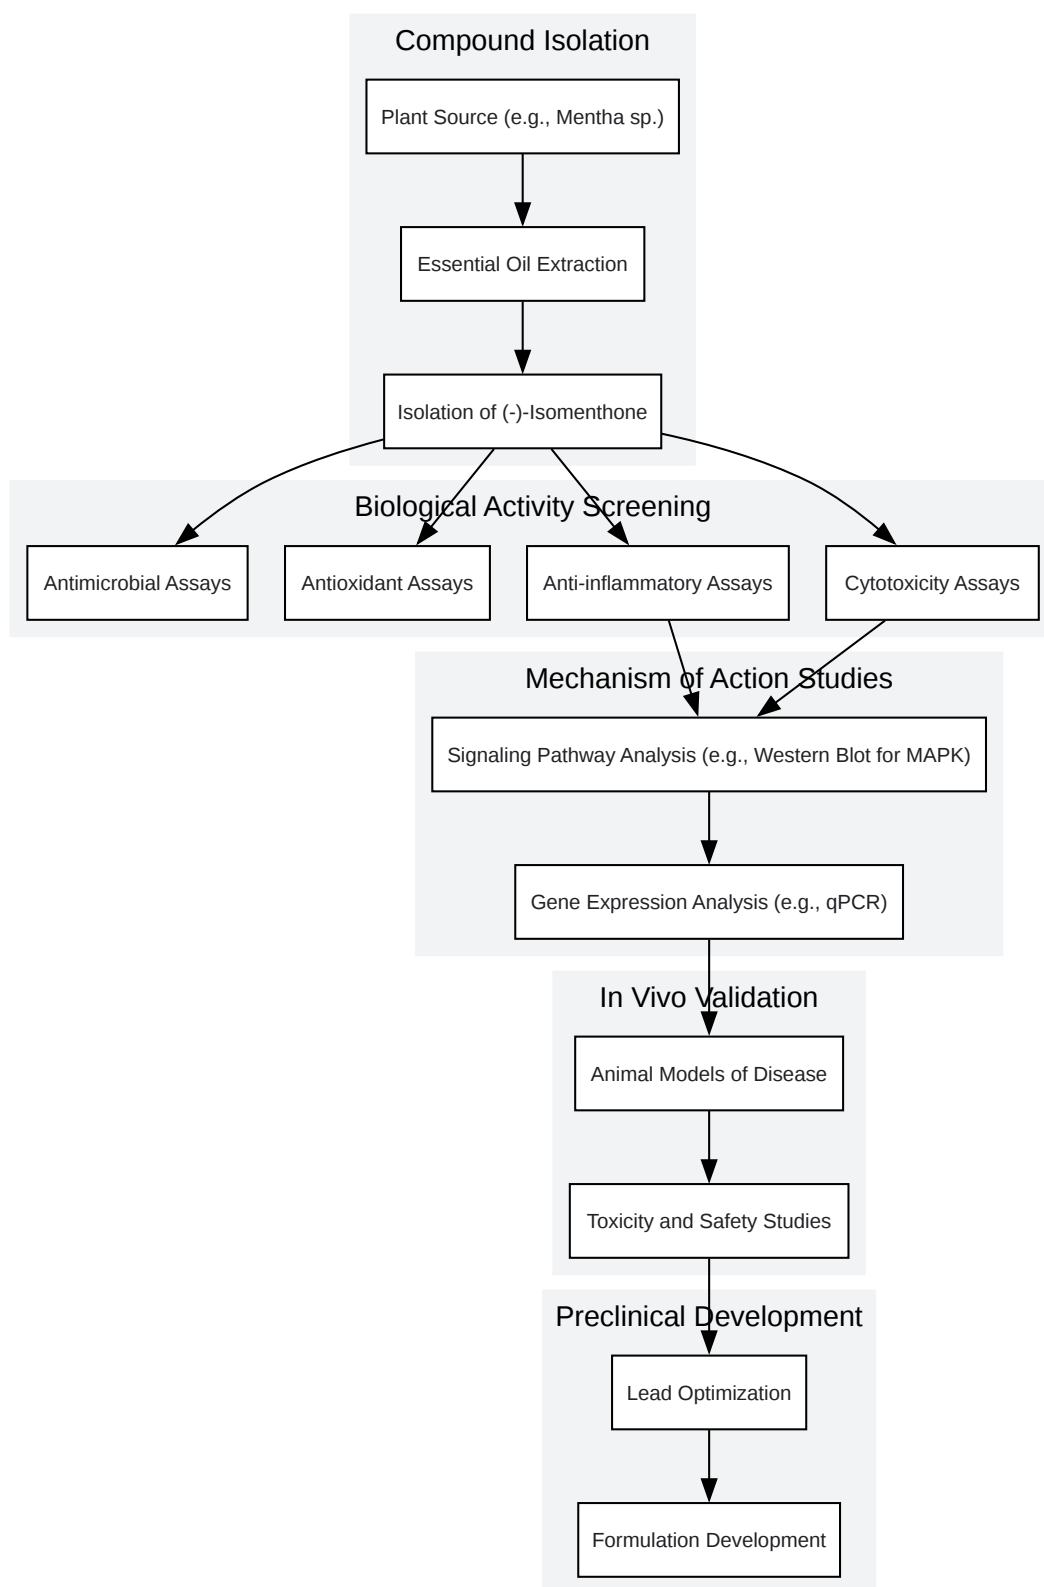 Compound Isolation
Plant Source (e.g., Mentha sp.)
Essential Oil Extraction
Isolation of (-)-Isomenthone
Biological Activity Screening
Antimicrobial Assays
Antioxidant Assays
Anti-inflammatory Assays
Cytotoxicity Assays
Mechanism of Action Studies
Signaling Pathway Analysis (e.g., Western Blot for MAPK)
Gene Expression Analysis (e.g., qPCR)
In Vivo Validation
Animal Models of Disease
Toxicity and Safety Studies
Preclinical Development
Lead Optimization
Formulation Development